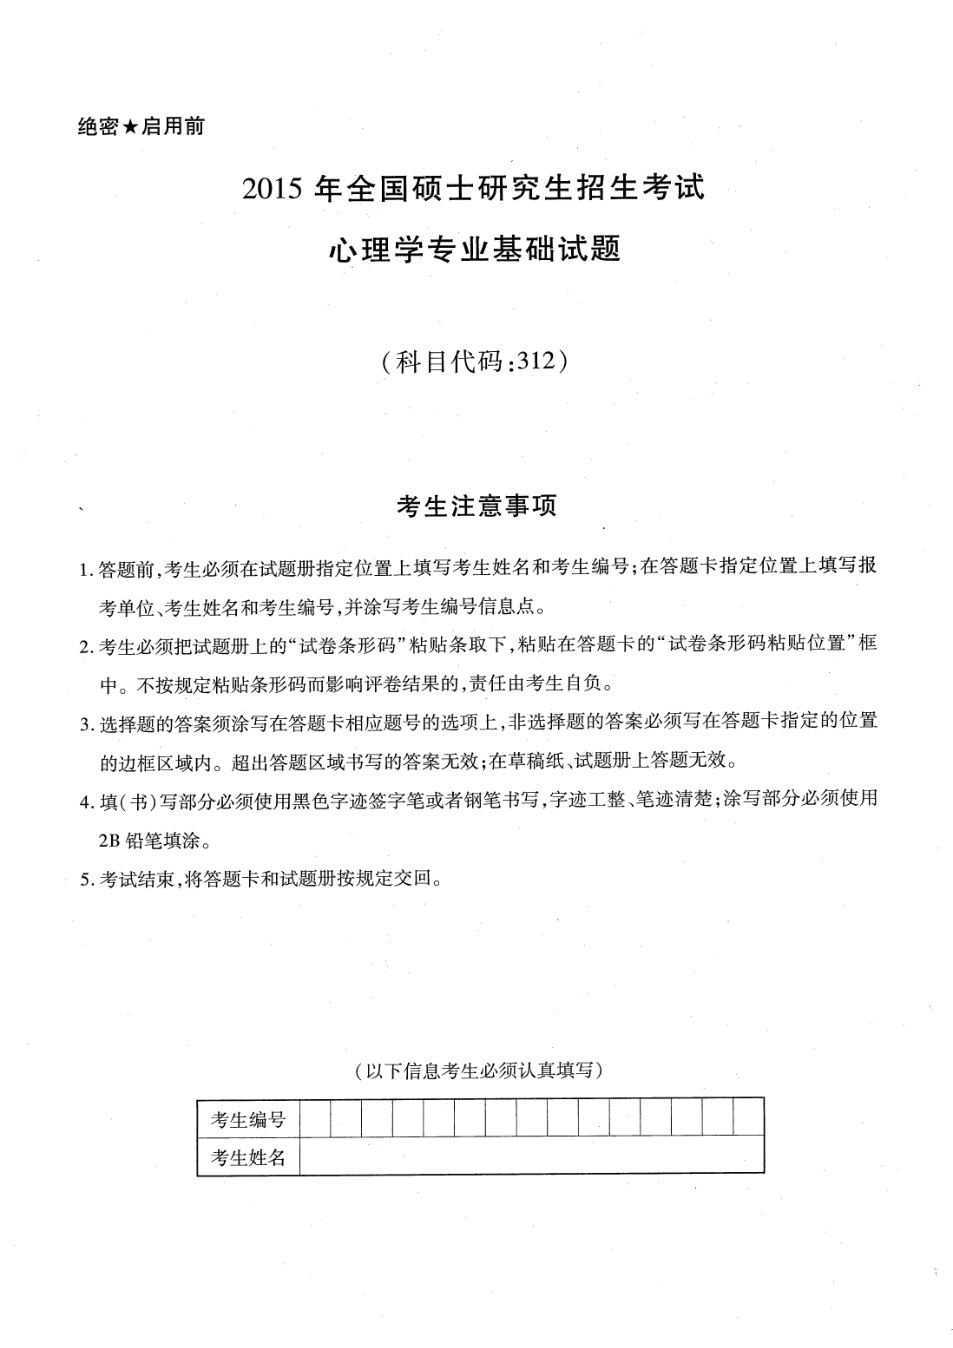 绝密★启用前
2015 年全国硕士研究生招生考试
心理学专业基础试题
(科目代码:312)
考生注意事项
1. 答题前,考生必须在试题册指定位置上填写考生姓名和考生编号;在答题卡指定位置上填写报
考单位、考生姓名和考生编号,并涂写考生编号信息点。
2. 考生必须把试题册上的“试卷条形码”粘贴条取下,粘贴在答题卡的“试卷条形码粘贴位置”框
中。不按规定粘贴条形码而影响评卷结果的,责任由考生自负。
3. 选择题的答案须涂写在答题卡相应题号的选项上,非选择题的答案必须写在答题卡指定的位置
的边框区域内。超出答题区域书写的答案无效;在草稿纸、试题册上答题无效。
4. 填(书)写部分必须使用黑色字迹签字笔或者钢笔书写,字迹工整、笔迹清楚;涂写部分必须使用
2B 铅笔填涂。
5. 考试结束,将答题卡和试题册按规定交回。
(以下信息考生必须认真填写)
考生编号
考生姓名